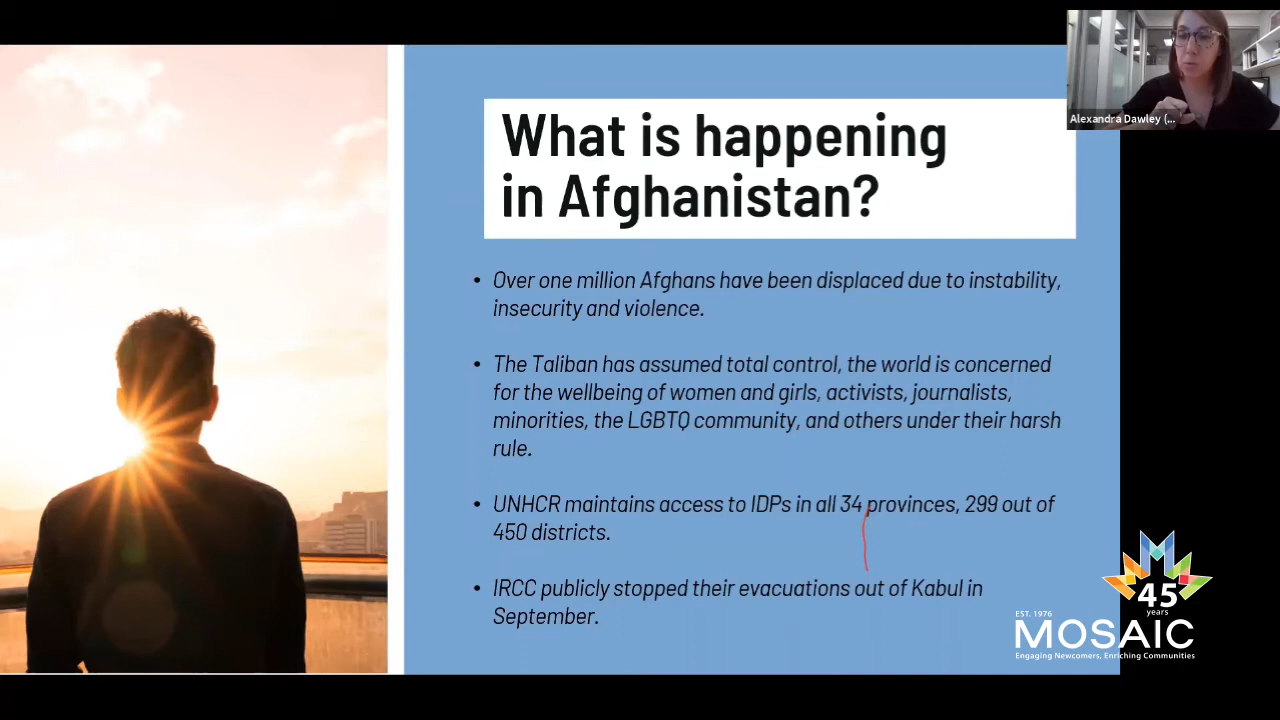 What is happening
in Afghanistan?
Alexandra Dawley (...
• Over one million Afghans have been displaced due to instability,
insecurity and violence.
• The Taliban has assumed total control, the world is concerned
for the wellbeing of women and girls, activists, journalists,
minorities, the LGBTQ community, and others under their harsh
rule.
• UNHCR maintains access to IDPs in all 34 provinces, 299 out of
450 districts.
• IRCC publicly stopped their evacuations out of Kabul in
September.
45
years
EST. 1976
MOSAIC
Engaging Newcomers, Enriching Communities